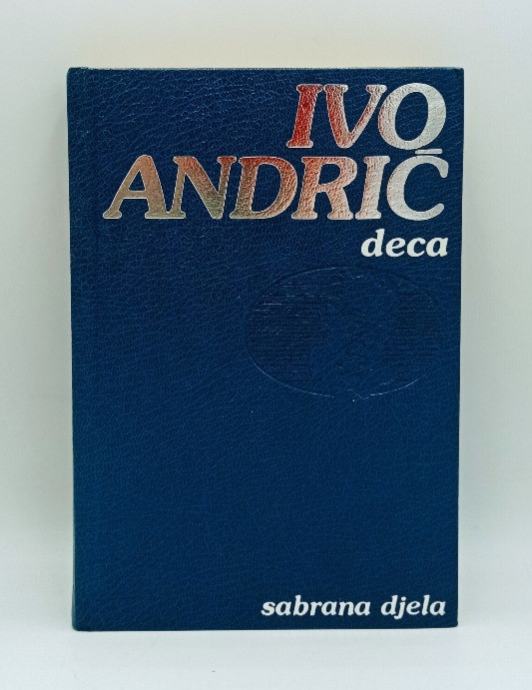 IVO
ANDRIĆ
deca
sabrana djela